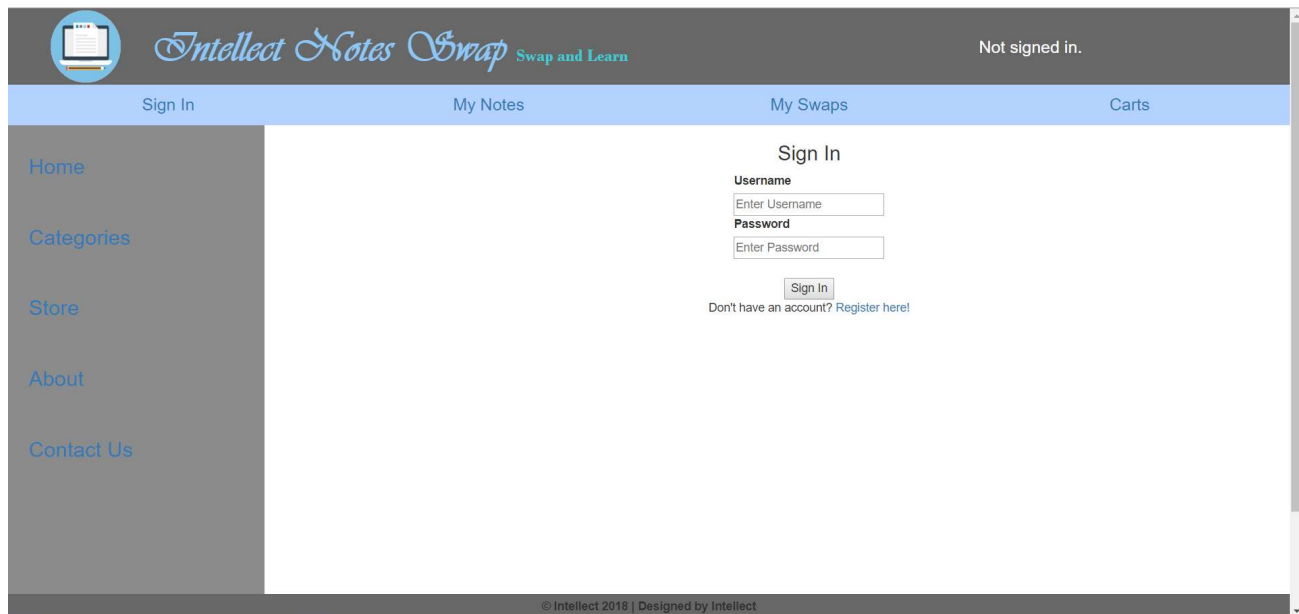 Intellect Notes Swap Swap and Learn
Not signed in.
Sign In My Notes My Swaps Carts
Home
Categories
Store
About
Contact Us
Sign In
Username
Enter Username
Password
Enter Password
Sign In
Don't have an account? Register here!
© Intellect 2018 | Designed by Intellect